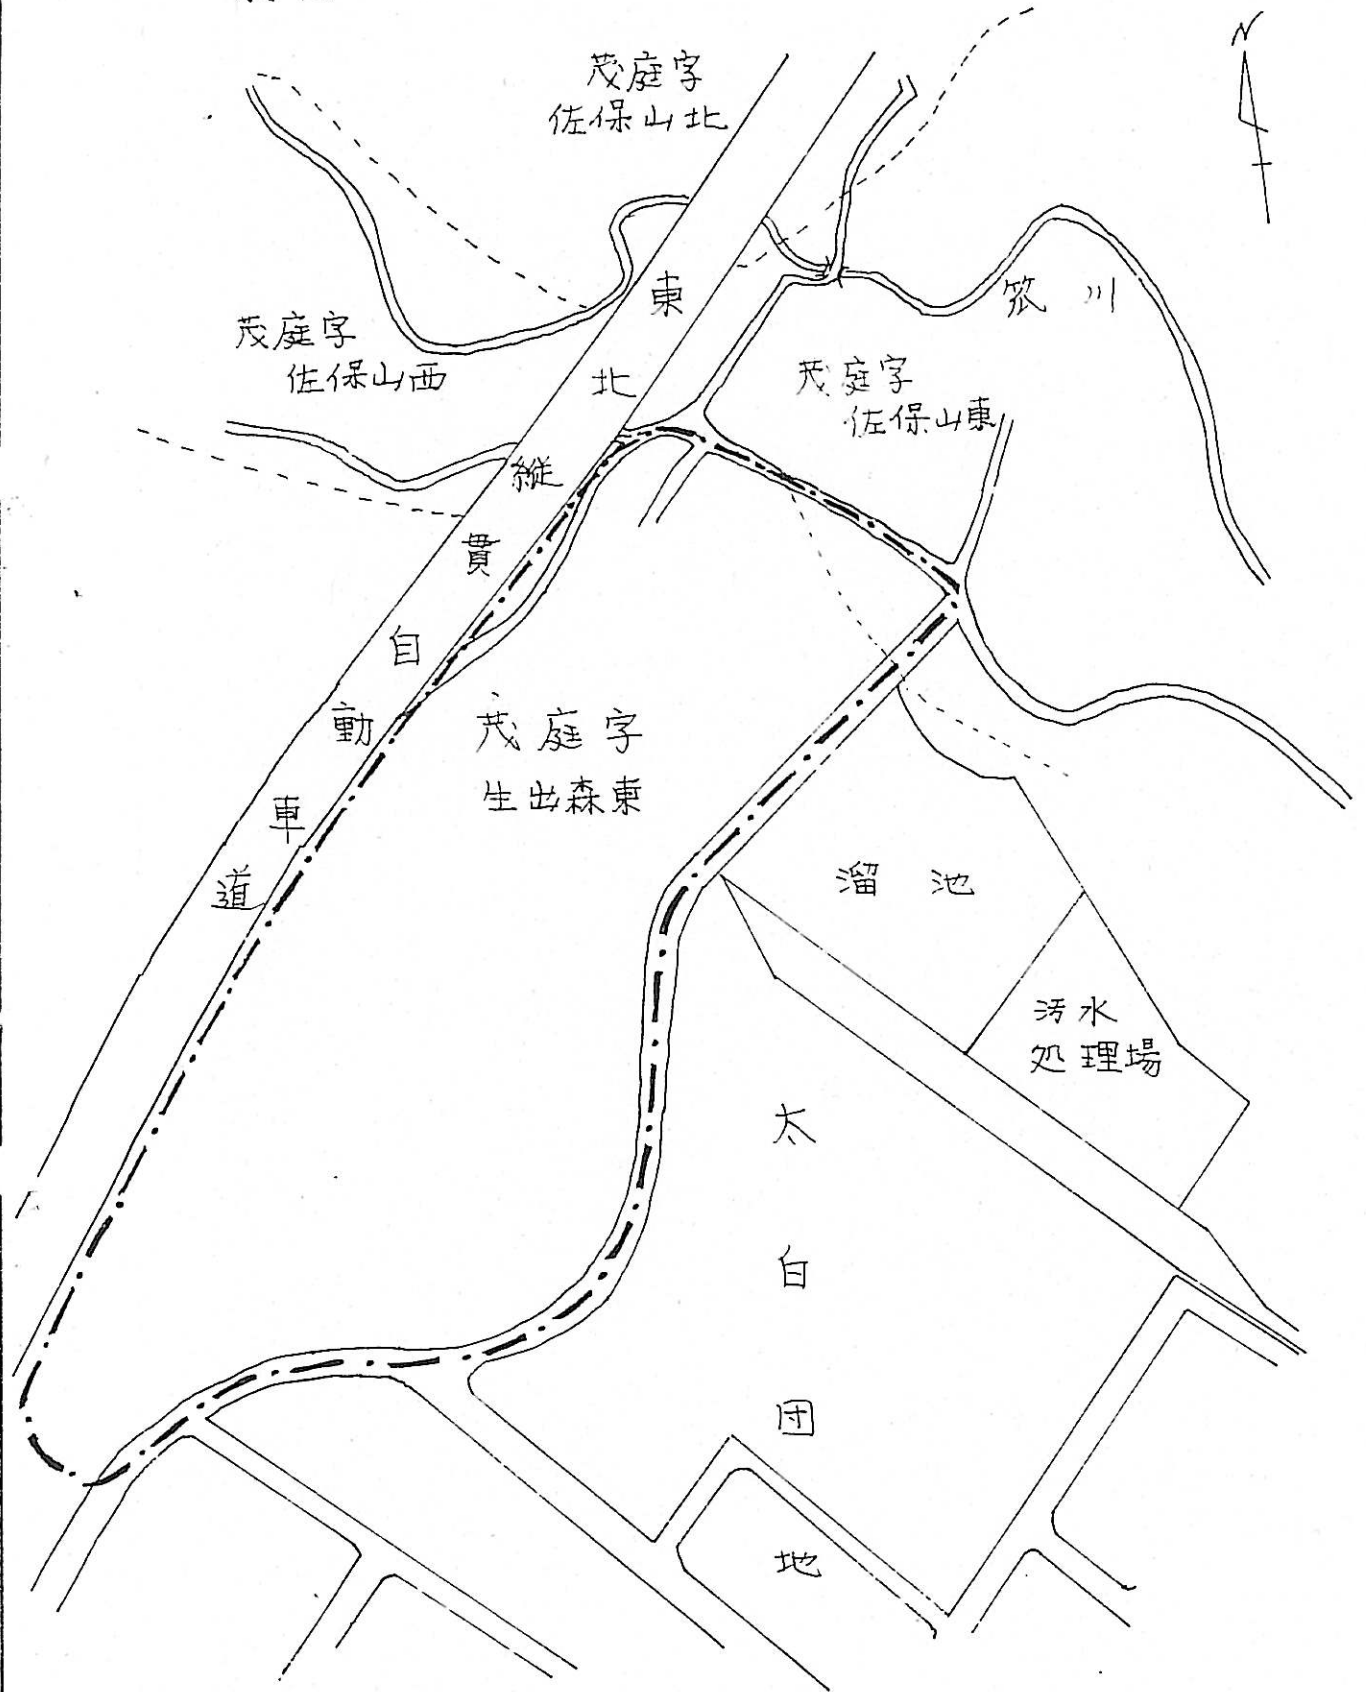 N
茂庭字
佐保山北
茂庭字
佐保山西
茂庭字
佐保山東
笊川
東北縦貫自動車道
茂庭字
生出森東
溜池
汚水
処理場
太白団地